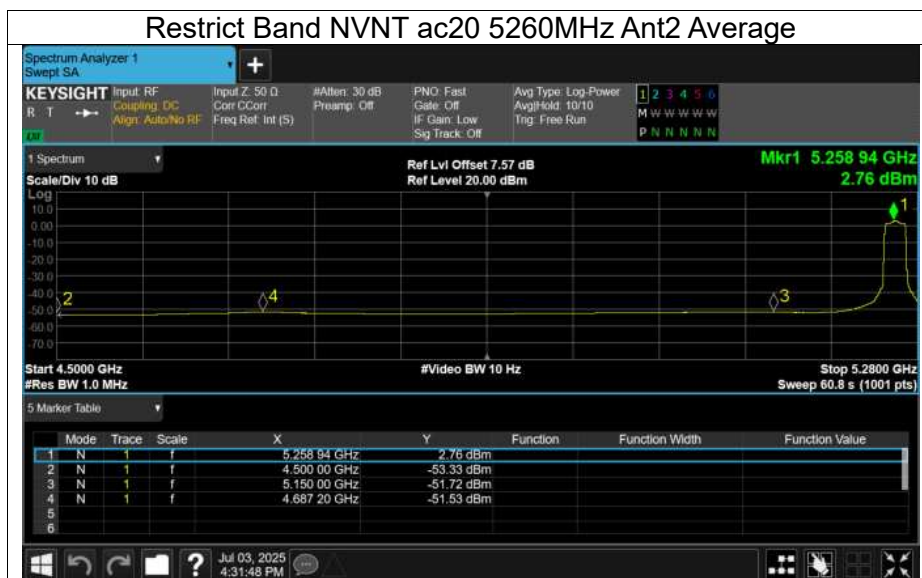 Restrict Band NVNT ac20 5260MHz Ant2 Average
Spectrum Analyzer 1
Swept SA
+
KEYSIGHT Input: RF Input Z: 50 Ω #Atten: 30 dB PNO: Fast Avg Type: Log-Power 1 2 3 4 5 6
R T Coupling: DC Corr CCorr Preamp: Off Gate: Off Avg|Hold: 10/10 M W W W W W
Align: Auto/No RF Freq Ref: Int (S) IF Gain: Low Trig: Free Run
Sig Track: Off P N N N N N
1 Spectrum Ref Lvl Offset 7.57 dB Mkr1 5.258 94 GHz
Scale/Div 10 dB Ref Level 20.00 dBm 2.76 dBm
Log
10.0 1
0.00
-10.0
-20.0
-30.0
-40.0 2 4 3
-50.0
-60.0
-70.0
Start 4.5000 GHz #Video BW 10 Hz Stop 5.2800 GHz
#Res BW 1.0 MHz Sweep 60.8 s (1001 pts)
5 Marker Table
Mode Trace Scale X Y Function Function Width Function Value
1 N 1 f 5.258 94 GHz 2.76 dBm
2 N 1 f 4.500 00 GHz -53.33 dBm
3 N 1 f 5.150 00 GHz -51.72 dBm
4 N 1 f 4.687 20 GHz -51.53 dBm
5
6
? Jul 03, 2025
4:31:48 PM